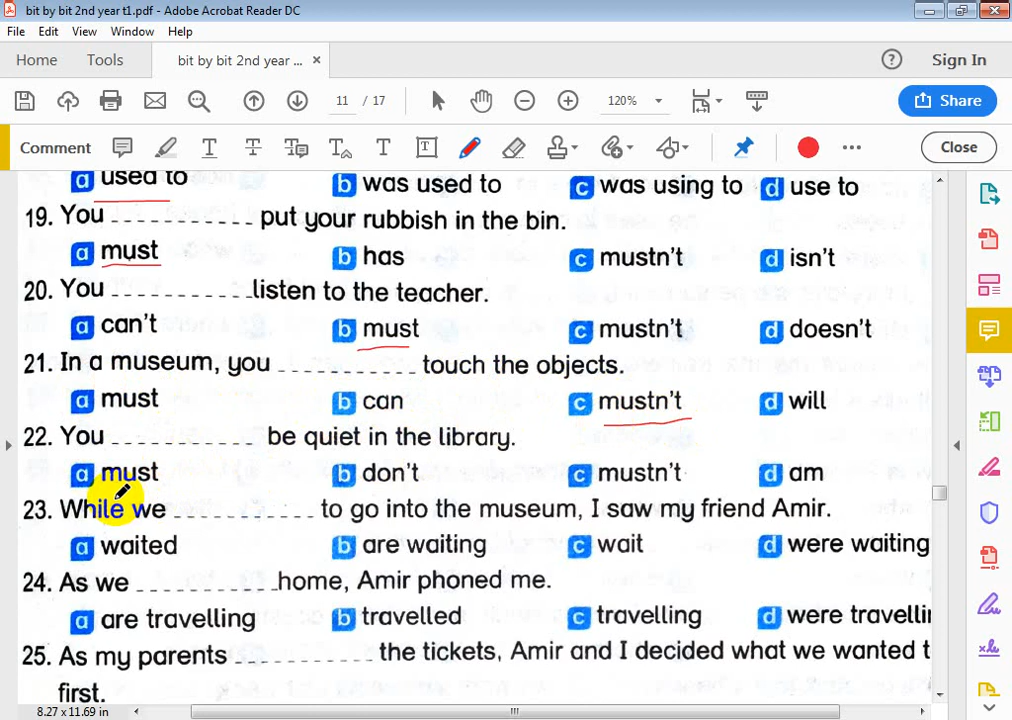 bit by bit 2nd year t1.pdf - Adobe Acrobat Reader DC
File Edit View Window Help
Home Tools bit by bit 2nd year ... × Sign In
11 / 17 120% Share
Comment Close
a used to b was used to c was using to d use to
19. You _ _ _ _ _ _ _ _ _ _ _ put your rubbish in the bin.
a must b has c mustn't d isn't
20. You _ _ _ _ _ _ _ _ _ _ _ listen to the teacher.
a can't b must c mustn't d doesn't
21. In a museum, you _ _ _ _ _ _ _ _ _ _ _ touch the objects.
a must b can c mustn't d will
22. You _ _ _ _ _ _ _ _ _ _ _ be quiet in the library.
a must b don't c mustn't d am
23. While we _ _ _ _ _ _ _ _ _ _ _ to go into the museum, I saw my friend Amir.
a waited b are waiting c wait d were waiting
24. As we _ _ _ _ _ _ _ _ _ _ _ home, Amir phoned me.
a are travelling b travelled c travelling d were travelli
25. As my parents _ _ _ _ _ _ _ _ _ _ _ the tickets, Amir and I decided what we wanted t
first.
8.27 x 11.69 in